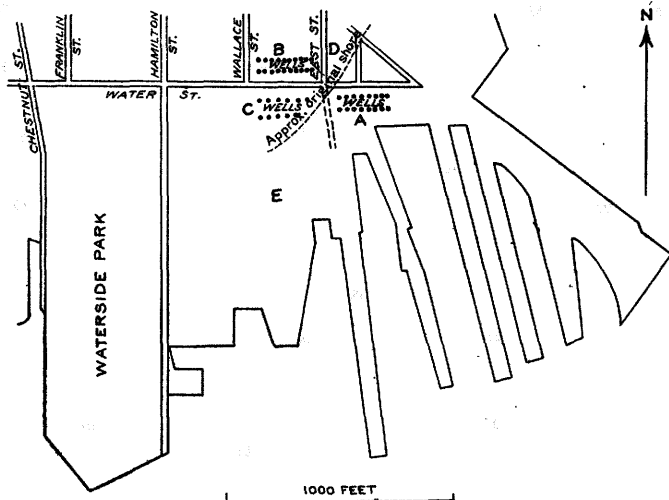 N
CHESTNUT ST.
FRANKLIN ST.
HAMILTON ST.
WALLACE ST.
EAST ST.
B
WELLS
D
WATER ST.
C
WELLS
WELLS
A
Approx. original shore
E
WATERSIDE PARK
1000 FEET